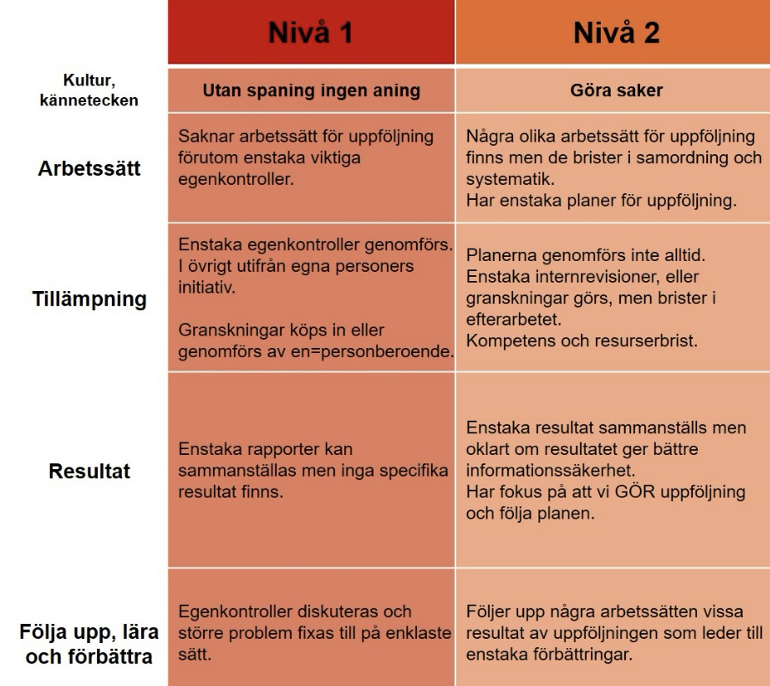 Nivå 1
Nivå 2
Kultur,
kännetecken
Utan spaning ingen aning
Göra saker
Arbetssätt
Saknar arbetssätt för uppföljning
förutom enstaka viktiga
egenkontroller.
Några olika arbetssätt för uppföljning
finns men de brister i samordning och
systematik.
Har enstaka planer för uppföljning.
Tillämpning
Enstaka egenkontroller genomförs.
I övrigt utifrån egna personers
initiativ.
Granskningar köps in eller
genomförs av en=personberoende.
Planerna genomförs inte alltid.
Enstaka internrevisioner, eller
granskningar görs, men brister i
efterarbetet.
Kompetens och resurserbrist.
Resultat
Enstaka rapporter kan
sammanställas men inga specifika
resultat finns.
Enstaka resultat sammanställs men
oklart om resultatet ger bättre
informationssäkerhet.
Har fokus på att vi GÖR uppföljning
och följa planen.
Följa upp, lära
och förbättra
Egenkontroller diskuteras och
större problem fixas till på enklaste
sätt.
Följer upp några arbetssätten vissa
resultat av uppföljningen som leder till
enstaka förbättringar.